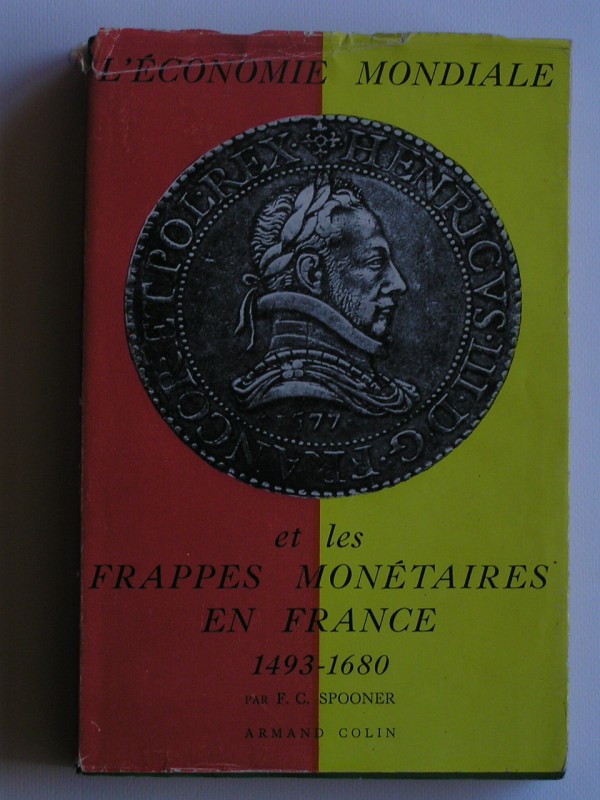 L'ÉCONOMIE MONDIALE
HENRICVS·III·D·G·FRANCOR·ET·POL·REX
1577
et les
FRAPPES MONÉTAIRES
EN FRANCE
1493-1680
PAR F. C. SPOONER
ARMAND COLIN